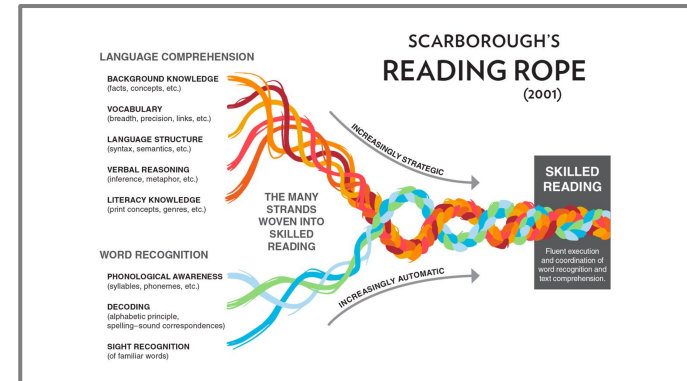 SCARBOROUGH'S
READING ROPE
(2001)
LANGUAGE COMPREHENSION
BACKGROUND KNOWLEDGE
(facts, concepts, etc.)
VOCABULARY
(breadth, precision, links, etc.)
LANGUAGE STRUCTURE
(syntax, semantics, etc.)
VERBAL REASONING
(inference, metaphor, etc.)
LITERACY KNOWLEDGE
(print concepts, genres, etc.)
WORD RECOGNITION
PHONOLOGICAL AWARENESS
(syllables, phonemes, etc.)
DECODING
(alphabetic principle,
spelling–sound correspondences)
SIGHT RECOGNITION
(of familiar words)
THE MANY
STRANDS
WOVEN INTO
SKILLED
READING
INCREASINGLY STRATEGIC
INCREASINGLY AUTOMATIC
SKILLED
READING
Fluent execution
and coordination of
word recognition and
text comprehension.